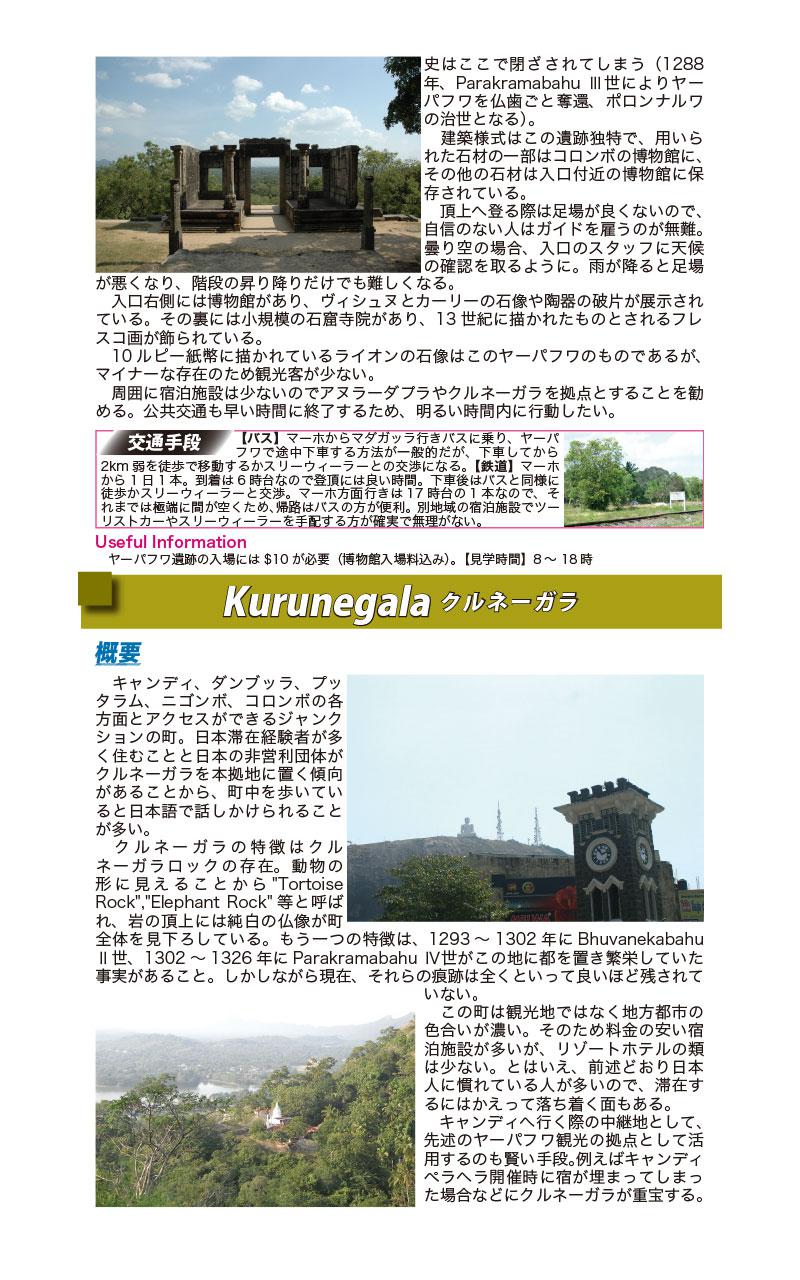 史はここで閉ざされてしまう（1288
年、Parakramabahu Ⅲ世によりヤー
パフワを仏歯ごと奪還、ポロンナルワ
の治世となる）。
建築様式はこの遺跡独特で、用いら
れた石材の一部はコロンボの博物館に、
その他の石材は入口付近の博物館に保
存されている。
頂上へ登る際は足場が良くないので、
自信のない人はガイドを雇うのが無難。
曇り空の場合、入口のスタッフに天候
の確認を取るように。雨が降ると足場
が悪くなり、階段の昇り降りだけでも難しくなる。
入口右側には博物館があり、ヴィシュヌとカーリーの石像や陶器の破片が展示され
ている。その裏には小規模の石窟寺院があり、13 世紀に描かれたものとされるフレ
スコ画が飾られている。
10 ルピー紙幣に描かれているライオンの石像はこのヤーパフワのものであるが、
マイナーな存在のため観光客が少ない。
周囲に宿泊施設は少ないのでアヌラーダプラやクルネーガラを拠点とすることを勧
める。公共交通も早い時間に終了するため、明るい時間内に行動したい。
交通手段
【バス】マーホからマダガッラ行きバスに乗り、ヤーパ
フワで途中下車する方法が一般的だが、下車してから
2km 弱を徒歩で移動するかスリーウィーラーとの交渉になる。【鉄道】マーホ
から 1 日 1 本。到着は 6 時台なので登頂には良い時間。下車後はバスと同様に
徒歩かスリーウィーラーと交渉。マーホ方面行きは 17 時台の 1 本なので、そ
れまでは極端に間が空くため、帰路はバスの方が便利。別地域の宿泊施設でツー
リストカーやスリーウィーラーを手配する方が確実で無理がない。
Useful Information
ヤーパフワ遺跡の入場には $10 が必要（博物館入場料込み）。【見学時間】8～ 18 時
Kurunegala クルネーガラ
概要
キャンディ、ダンブッラ、プッ
タラム、ニゴンボ、コロンボの各
方面とアクセスができるジャンク
ションの町。日本滞在経験者が多
く住むことと日本の非営利団体が
クルネーガラを本拠地に置く傾向
があることから、町中を歩いてい
ると日本語で話しかけられること
が多い。
クルネーガラの特徴はクル
ネーガラロックの存在。動物の
形に見えることから"Tortoise
Rock","Elephant Rock" 等と呼ば
れ、岩の頂上には純白の仏像が町
全体を見下ろしている。もう一つの特徴は、1293 ～ 1302 年に Bhuvanekabahu
Ⅱ世、1302 ～ 1326 年に Parakramabahu Ⅳ世がこの地に都を置き繁栄していた
事実があること。しかしながら現在、それらの痕跡は全くといって良いほど残されて
いない。
この町は観光地ではなく地方都市の
色合いが濃い。そのため料金の安い宿
泊施設が多いが、リゾートホテルの類
は少ない。とはいえ、前述どおり日本
人に慣れている人が多いので、滞在す
るにはかえって落ち着く面もある。
キャンディへ行く際の中継地として、
先述のヤーパフワ観光の拠点として活
用するのも賢い手段。例えばキャンディ
ペラヘラ開催時に宿が埋まってしまっ
た場合などにクルネーガラが重宝する。